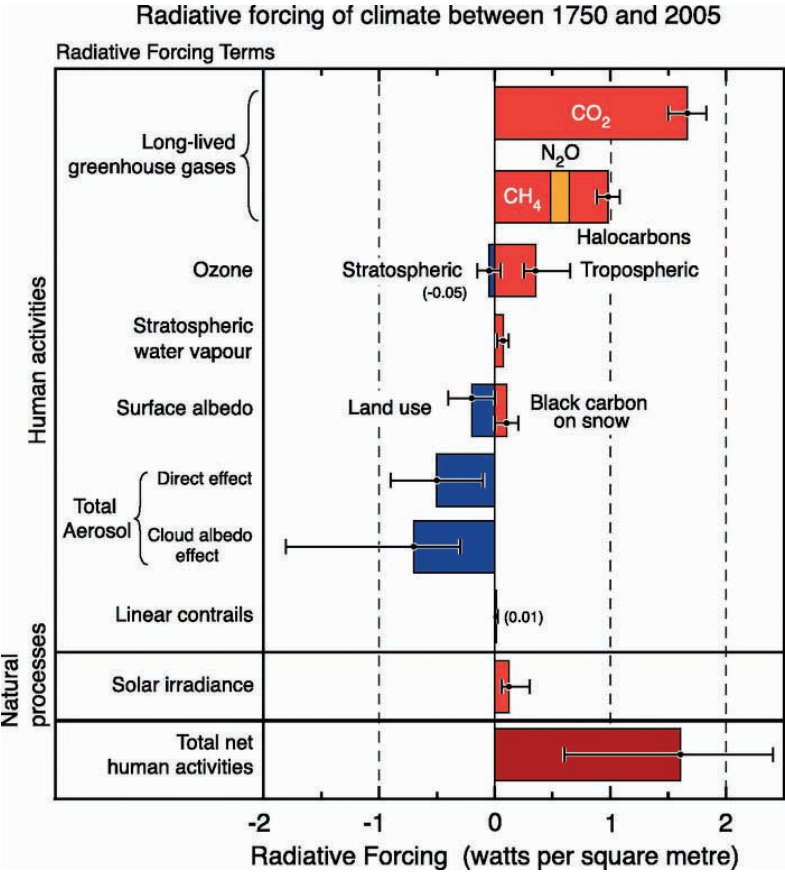 Radiative forcing of climate between 1750 and 2005
Radiative Forcing Terms
Human activities
Long-lived
greenhouse gases
CO2
N2O
CH4
Halocarbons
Ozone
Stratospheric
(-0.05)
Tropospheric
Stratospheric
water vapour
Surface albedo
Land use
Black carbon
on snow
Total
Aerosol
Direct effect
Cloud albedo
effect
Linear contrails
(0.01)
Natural
processes
Solar irradiance
Total net
human activities
-2 -1 0 1 2
Radiative Forcing (watts per square metre)